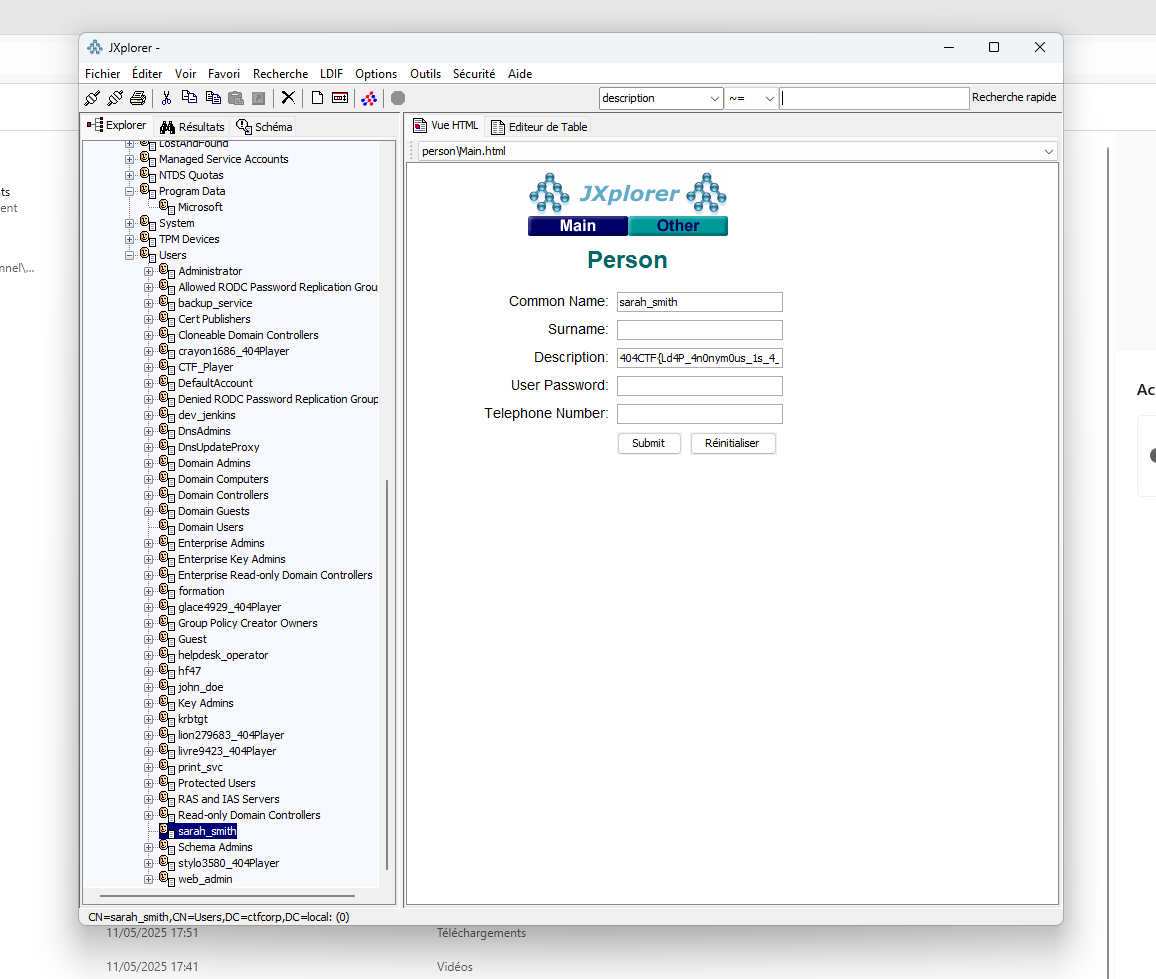 JXplorer -
Fichier Éditer Voir Favori Recherche LDIF Options Outils Sécurité Aide
description ~= Recherche rapide
Explorer Résultats Schéma
Vue HTML Editeur de Table
person\Main.html
LostAndFound
Managed Service Accounts
NTDS Quotas
Program Data
Microsoft
System
TPM Devices
Users
Administrator
Allowed RODC Password Replication Grou
backup_service
Cert Publishers
Cloneable Domain Controllers
crayon1686_404Player
CTF_Player
DefaultAccount
Denied RODC Password Replication Group
dev_jenkins
DnsAdmins
DnsUpdateProxy
Domain Admins
Domain Computers
Domain Controllers
Domain Guests
Domain Users
Enterprise Admins
Enterprise Key Admins
Enterprise Read-only Domain Controllers
formation
glace4929_404Player
Group Policy Creator Owners
Guest
helpdesk_operator
hf47
john_doe
Key Admins
krbtgt
lion279683_404Player
livre9423_404Player
print_svc
Protected Users
RAS and IAS Servers
Read-only Domain Controllers
sarah_smith
Schema Admins
stylo3580_404Player
web_admin
JXplorer
Main Other
Person
Common Name: sarah_smith
Surname:
Description: 404CTF{Ld4P_4n0nym0us_1s_4_
User Password:
Telephone Number:
Submit Réinitialiser
CN=sarah_smith,CN=Users,DC=ctfcorp,DC=local: (0)
ts
ent
nnel\...
Ac
11/05/2025 17:51 Téléchargements
11/05/2025 17:41 Vidéos